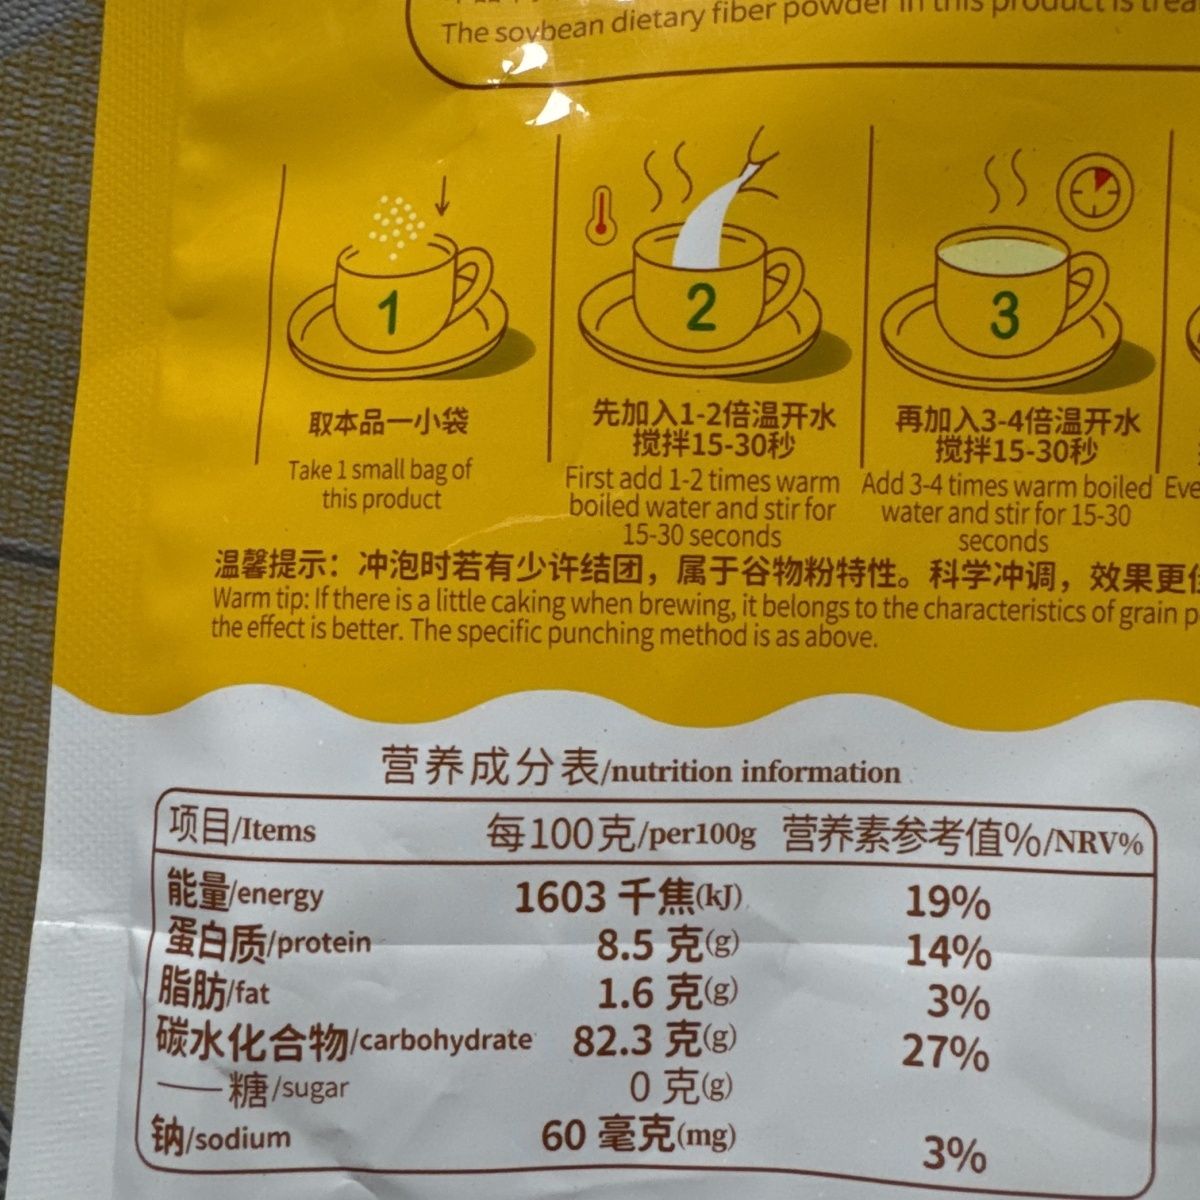 The soybean dietary fiber powder in this product is
1
2
3
取本品一小袋
Take 1 small bag of
this product
先加入1-2倍温开水
搅拌15-30秒
First add 1-2 times warm
boiled water and stir for
15-30 seconds
再加入3-4倍温开水
搅拌15-30秒
Add 3-4 times warm boiled
water and stir for 15-30
seconds
温馨提示：冲泡时若有少许结团，属于谷物粉特性。科学冲调，效果更
Warm tip: If there is a little caking when brewing, it belongs to the characteristics of grain
the effect is better. The specific punching method is as above.
营养成分表/nutrition information
项目/Items 每100克/per100g 营养素参考值%/NRV%
能量/energy 1603 千焦(kJ) 19%
蛋白质/protein 8.5 克(g) 14%
脂肪/fat 1.6 克(g) 3%
碳水化合物/carbohydrate 82.3 克(g) 27%
——糖/sugar 0 克(g)
钠/sodium 60 毫克(mg) 3%